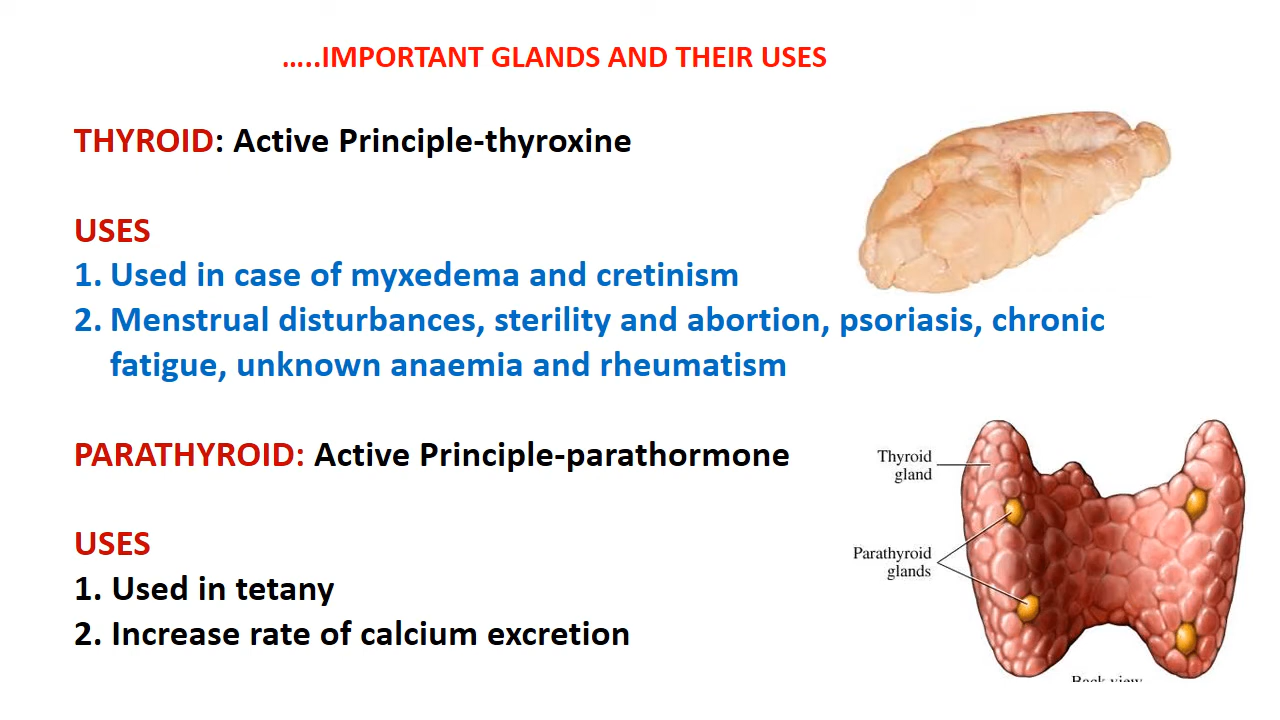 …..IMPORTANT GLANDS AND THEIR USES
THYROID: Active Principle-thyroxine
USES
1. Used in case of myxedema and cretinism
2. Menstrual disturbances, sterility and abortion, psoriasis, chronic
fatigue, unknown anaemia and rheumatism
PARATHYROID: Active Principle-parathormone
USES
1. Used in tetany
2. Increase rate of calcium excretion
Thyroid
gland
Parathyroid
glands
Back view